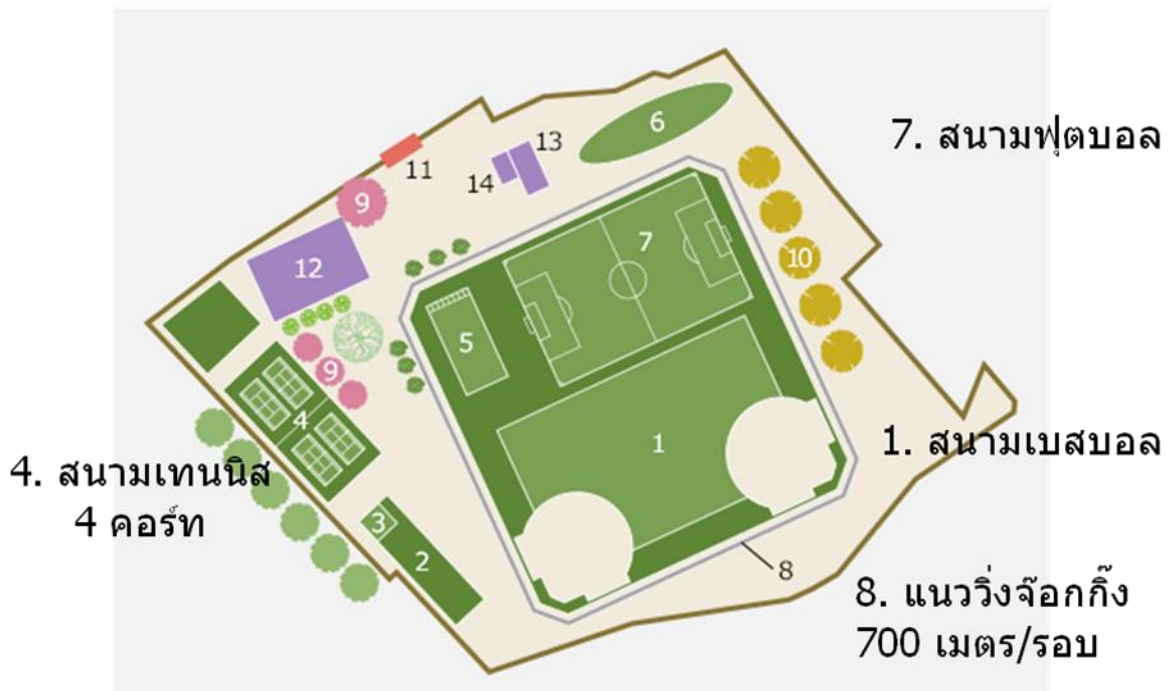 7. สนามฟุตบอล
1. สนามเบสบอล
4. สนามเทนนิส
4 คอร์ท
8. แนววิ่งจ๊อกกิ๊ง
700 เมตร/รอบ
6
13
11
14
9
7
12
10
5
9
4
1
3
2
8